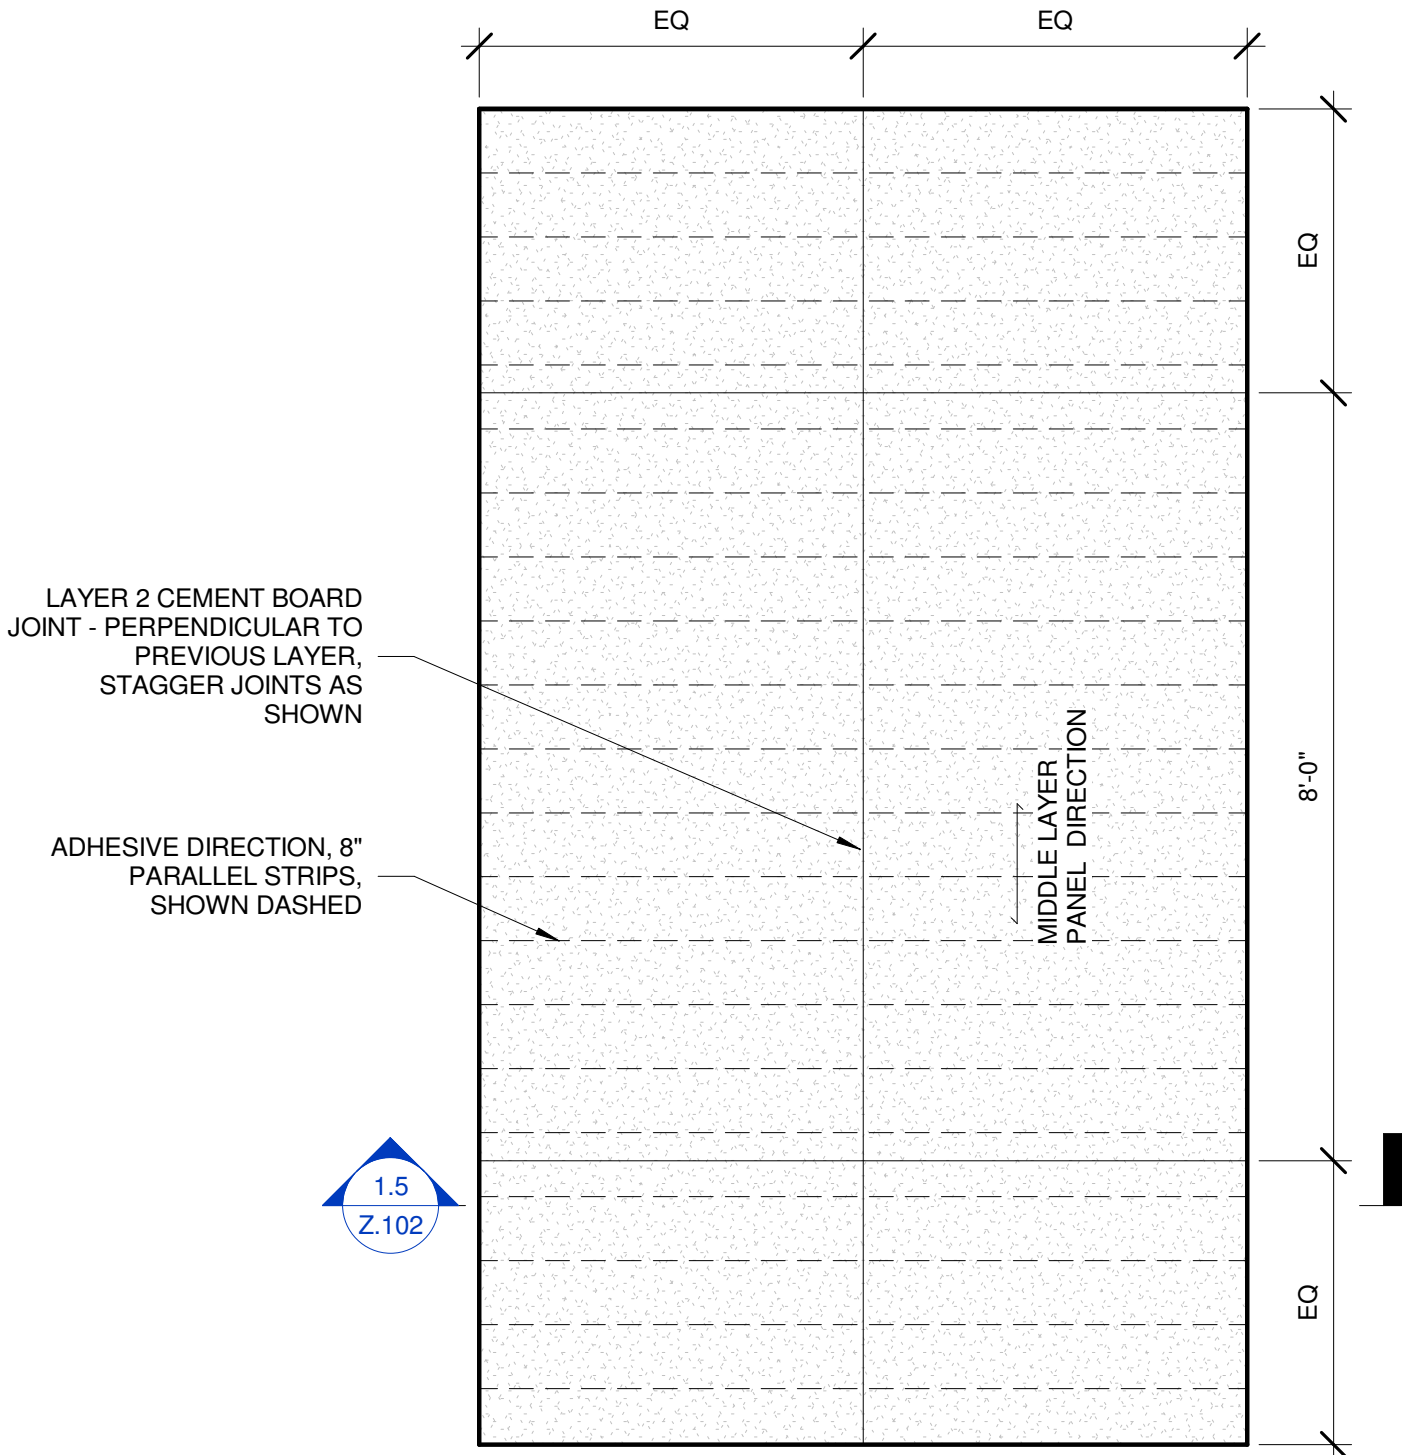 EQ
EQ
EQ
LAYER 2 CEMENT BOARD
JOINT - PERPENDICULAR TO
PREVIOUS LAYER,
STAGGER JOINTS AS
SHOWN
MIDDLE LAYER
PANEL DIRECTION
8'-0"
ADHESIVE DIRECTION, 8"
PARALLEL STRIPS,
SHOWN DASHED
1.5
Z.102
EQ